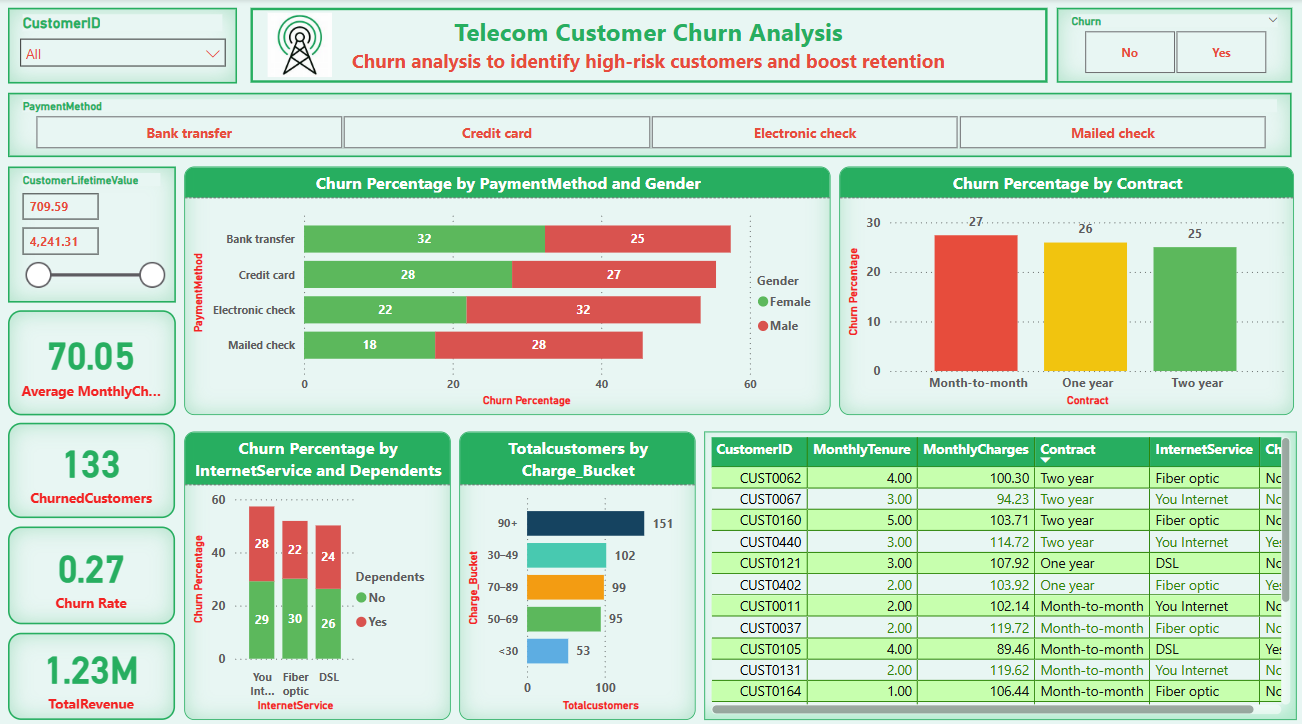 CustomerID
All
Telecom Customer Churn Analysis
Churn analysis to identify high-risk customers and boost retention
Churn
No
Yes
PaymentMethod
Bank transfer
Credit card
Electronic check
Mailed check
CustomerLifetimeValue
709.59
4,241.31
70.05
Average MonthlyCh...
133
ChurnedCustomers
0.27
Churn Rate
1.23M
TotalRevenue
Churn Percentage by PaymentMethod and Gender
PaymentMethod
Bank transfer 32 25
Credit card 28 27
Electronic check 22 32
Mailed check 18 28
0 20 40 60
Churn Percentage
Gender
Female
Male
Churn Percentage by Contract
Churn Percentage
30
20
10
0
27
26
25
Month-to-month One year Two year
Contract
Churn Percentage by
InternetService and Dependents
Churn Percentage
60
40
20
0
28 22 24
29 30 26
You Fiber DSL
Int... optic
InternetService
Dependents
No
Yes
Totalcustomers by
Charge_Bucket
Charge_Bucket
90+ 151
30–49 102
70–89 99
50–69 95
<30 53
0 100
Totalcustomers
CustomerID MonthlyTenure MonthlyCharges Contract InternetService Ch
CUST0062 4.00 100.30 Two year Fiber optic No
CUST0067 3.00 94.23 Two year You Internet No
CUST0160 5.00 103.71 Two year Fiber optic No
CUST0440 3.00 114.72 Two year You Internet Yes
CUST0121 3.00 107.92 One year DSL No
CUST0402 2.00 103.92 One year Fiber optic Yes
CUST0011 2.00 102.14 Month-to-month You Internet No
CUST0037 2.00 119.72 Month-to-month Fiber optic No
CUST0105 4.00 89.46 Month-to-month DSL Yes
CUST0131 2.00 119.62 Month-to-month You Internet No
CUST0164 1.00 106.44 Month-to-month Fiber optic No